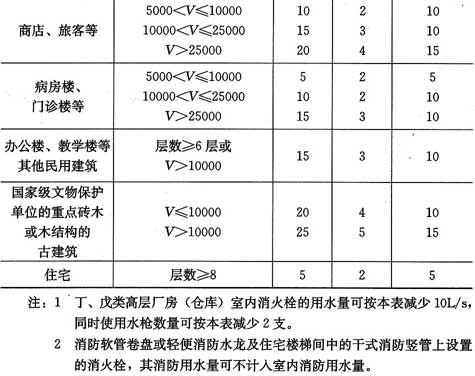 商店、旅客等
5000<V≤10000 10 2 10
10000<V≤25000 15 3 10
V>25000 20 4 15
病房楼、
门诊楼等
5000<V≤10000 5 2 5
10000<V≤25000 10 2 10
V>25000 15 3 10
办公楼、教学楼等
其他民用建筑
层数≥6 层或
V>10000
15 3 10
国家级文物保护
单位的重点砖木
或木结构的
古建筑
V≤10000 20 4 10
V>10000 25 5 15
住宅 层数≥8 5 2 5
注：1 丁、戊类高层厂房（仓库）室内消火栓的用水量可按本表减少 10L/s，
同时使用水枪数量可按本表减少 2 支。
2 消防软管卷盘或轻便消防水龙及住宅楼梯间中的干式消防竖管上设置
的消火栓，其消防用水量可不计入室内消防用水量。